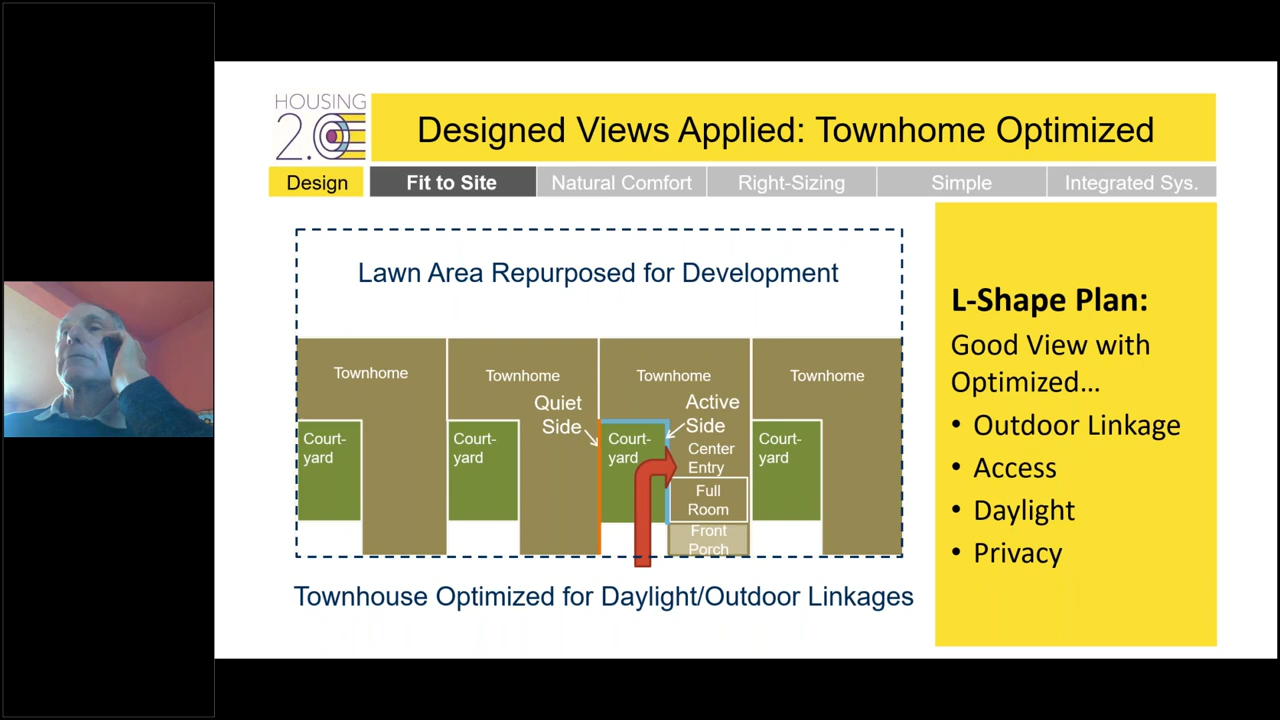 HOUSING
2.0
Designed Views Applied: Townhome Optimized
Design
Fit to Site
Natural Comfort
Right-Sizing
Simple
Integrated Sys.
Lawn Area Repurposed for Development
Townhome
Townhome
Townhome
Townhome
Quiet
Side
Active
Side
Court-
yard
Court-
yard
Court-
yard
Court-
yard
Center
Entry
Full
Room
Front
Porch
Townhouse Optimized for Daylight/Outdoor Linkages
L-Shape Plan:
Good View with
Optimized...
• Outdoor Linkage
• Access
• Daylight
• Privacy